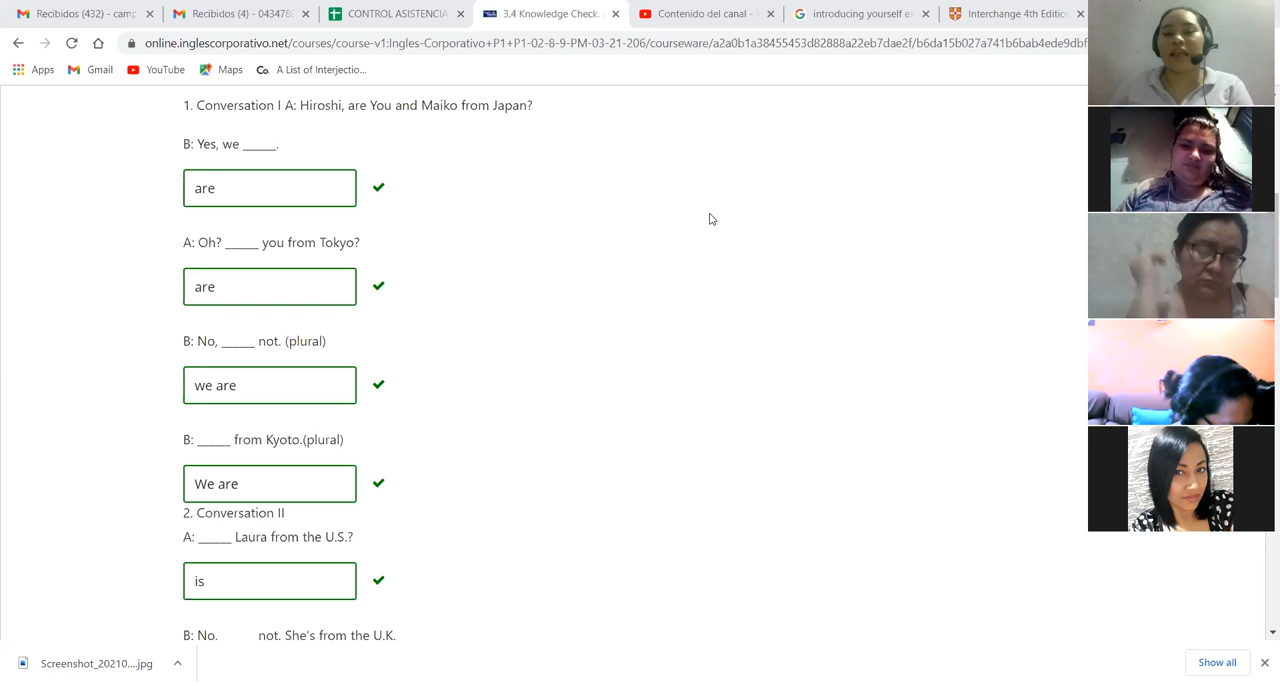 Recibidos (432) - camp
Recibidos (4) - 043478
CONTROL ASISTENCIA
3.4 Knowledge Check.
Contenido del canal -
introducing yourself e
Interchange 4th Edition
online.inglescorporativo.net/courses/course-v1:Ingles-Corporativo+P1+P1-02-8-9-PM-03-21-206/courseware/a2a0b1a38455453d82888a22eb7dae2f/b6da15b027a741b6bab4ede9dbf
Apps
Gmail
YouTube
Maps
Co.
A List of Interjectio...
1. Conversation I A: Hiroshi, are You and Maiko from Japan?
B: Yes, we _____.
are
A: Oh? _____ you from Tokyo?
are
B: No, _____ not. (plural)
we are
B: _____ from Kyoto.(plural)
We are
2. Conversation II
A: _____ Laura from the U.S.?
is
B: No, _____ not. She's from the U.K.
Screenshot_20210....jpg
Show all